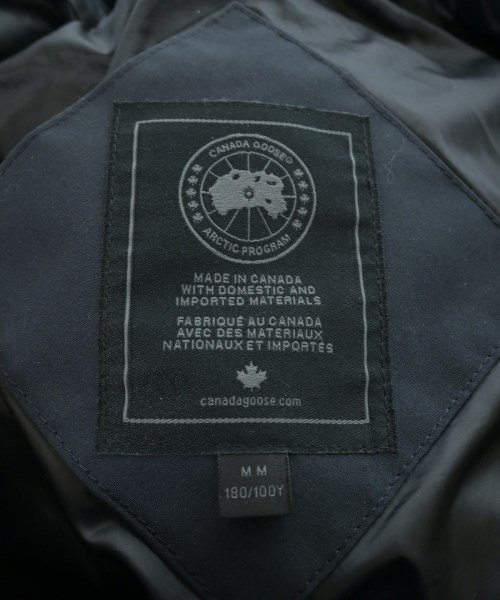 CANADA GOOSE®
ARCTIC PROGRAM
MADE IN CANADA
WITH DOMESTIC AND
IMPORTED MATERIALS
FABRIQUÉ AU CANADA
AVEC DES MATERIAUX
NATIONAUX ET IMPORTÉS
canadagoose.com
M M
180/100Y